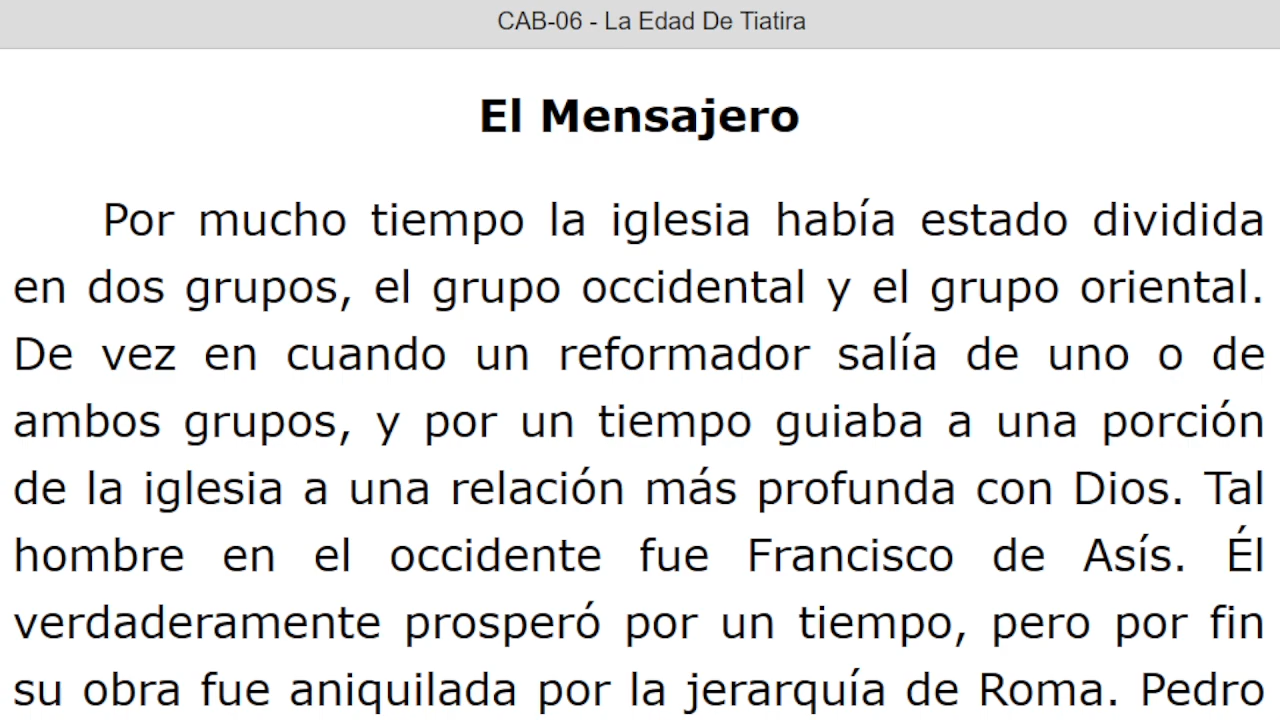 CAB-06 - La Edad De Tiatira
El Mensajero
Por mucho tiempo la iglesia había estado dividida
en dos grupos, el grupo occidental y el grupo oriental.
De vez en cuando un reformador salía de uno o de
ambos grupos, y por un tiempo guiaba a una porción
de la iglesia a una relación más profunda con Dios. Tal
hombre en el occidente fue Francisco de Asís. Él
verdaderamente prosperó por un tiempo, pero por fin
su obra fue aniquilada por la jerarquía de Roma. Pedro